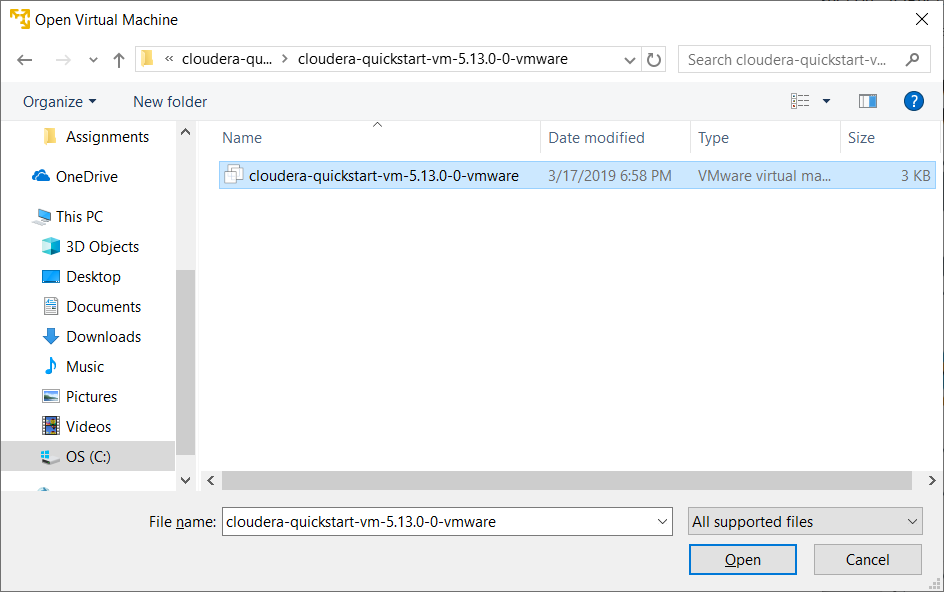 Open Virtual Machine
« cloudera-qu... > cloudera-quickstart-vm-5.13.0-0-vmware
Search cloudera-quickstart-v...
Organize New folder
?
Name Date modified Type Size
cloudera-quickstart-vm-5.13.0-0-vmware 3/17/2019 6:58 PM VMware virtual ma... 3 KB
Assignments
OneDrive
This PC
3D Objects
Desktop
Documents
Downloads
Music
Pictures
Videos
OS (C:)
File name: cloudera-quickstart-vm-5.13.0-0-vmware
All supported files
Open Cancel